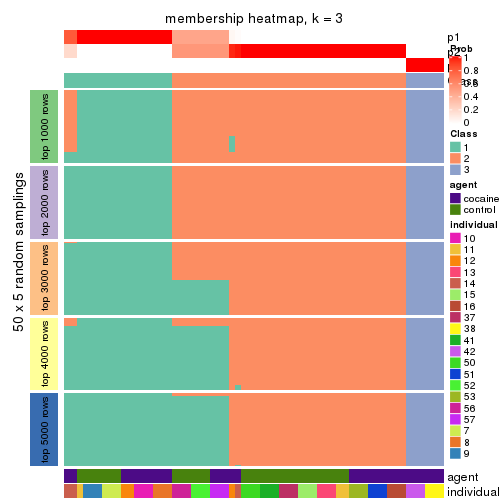 membership heatmap, k = 3
p1
p2
Prob
1
0.8
0.6
0.4
0.2
0
Class
1
2
3
agent
cocaine
control
individual
10
11
12
13
14
15
16
37
38
41
42
50
51
52
53
56
57
7
8
9
50 x 5 random samplings
top 1000 rows
top 2000 rows
top 3000 rows
top 4000 rows
top 5000 rows
agent
individual